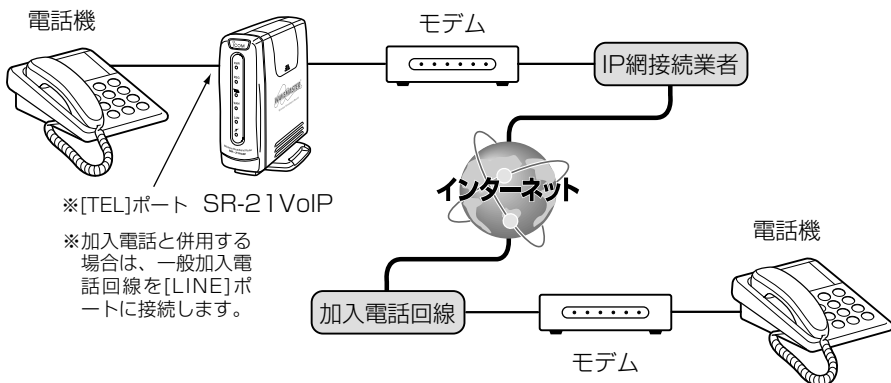 電話機
モデム
IP網接続業者
ICOM
※[TEL]ポート SR-21VoIP
※加入電話と併用する
場合は、一般加入電
話回線を[LINE]ポ
ートに接続します。
インターネット
電話機
加入電話回線
モデム